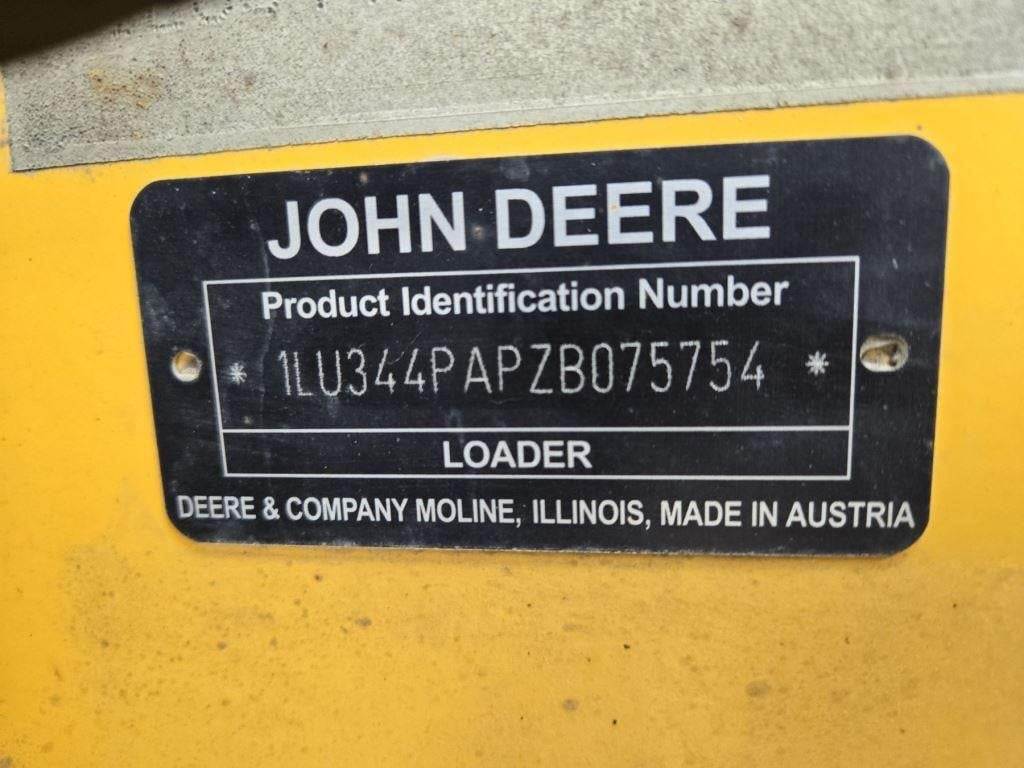 JOHN DEERE
Product Identification Number
* 1LU344PAPZB075754 *
LOADER
DEERE & COMPANY MOLINE, ILLINOIS, MADE IN AUSTRIA